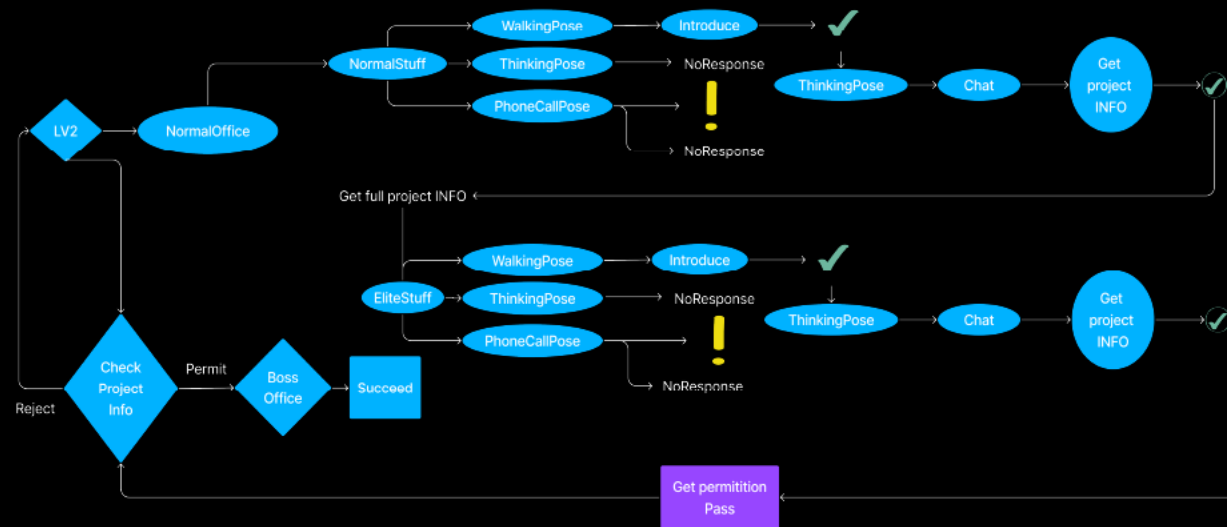 WalkingPose
Introduce
NormalStuff
ThinkingPose
NoResponse
ThinkingPose
Chat
Get
project
INFO
PhoneCallPose
LV2
NormalOffice
NoResponse
Get full project INFO
WalkingPose
Introduce
EliteStuff
ThinkingPose
NoResponse
ThinkingPose
Chat
Get
project
INFO
PhoneCallPose
NoResponse
Check
Project
Info
Permit
Boss
Office
Succeed
Reject
Get permitition
Pass